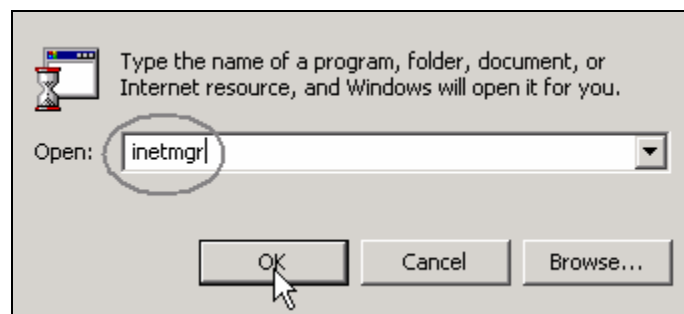 Type the name of a program, folder, document, or
Internet resource, and Windows will open it for you.
Open: inetmgr
OK Cancel Browse...